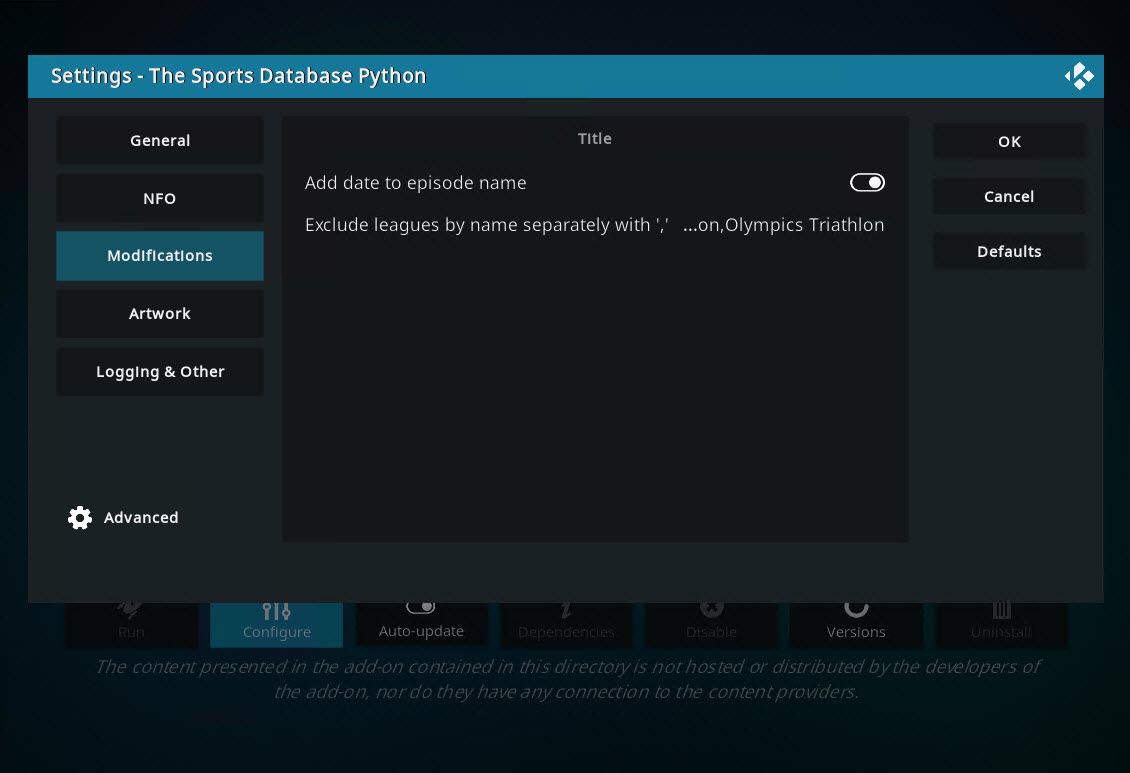 Settings - The Sports Database Python
General
NFO
Modifications
Artwork
Logging & Other
Advanced
Title
Add date to episode name
Exclude leagues by name separately with ',' ...on,Olympics Triathlon
OK
Cancel
Defaults
Run
Configure
Auto-update
Dependencies
Disable
Versions
Uninstall
The content presented in the add-on contained in this directory is not hosted or distributed by the developers of
the add-on, nor do they have any connection to the content providers.